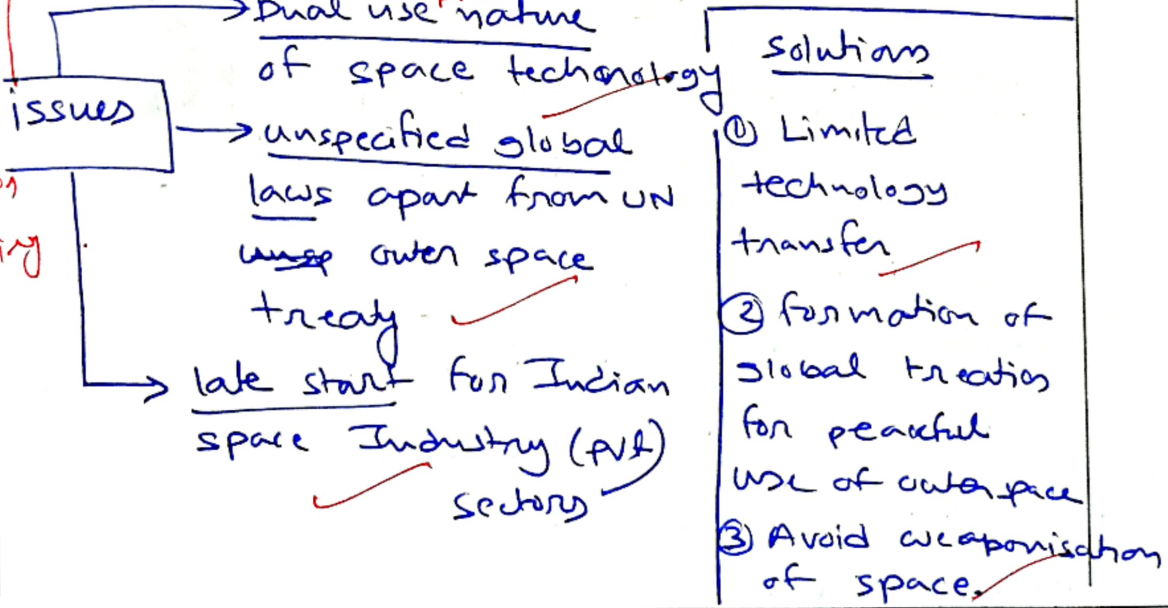 Dual use nature
of space techonology
issues
unspecified global
laws apart from UN
outer space
treaty
late start for Indian
space Industry (pvt)
sectors
Solutions
① Limited
technology
transfer
② formation of
global treaties
for peaceful
use of outerspace
③ Avoid weaponisation
of space.